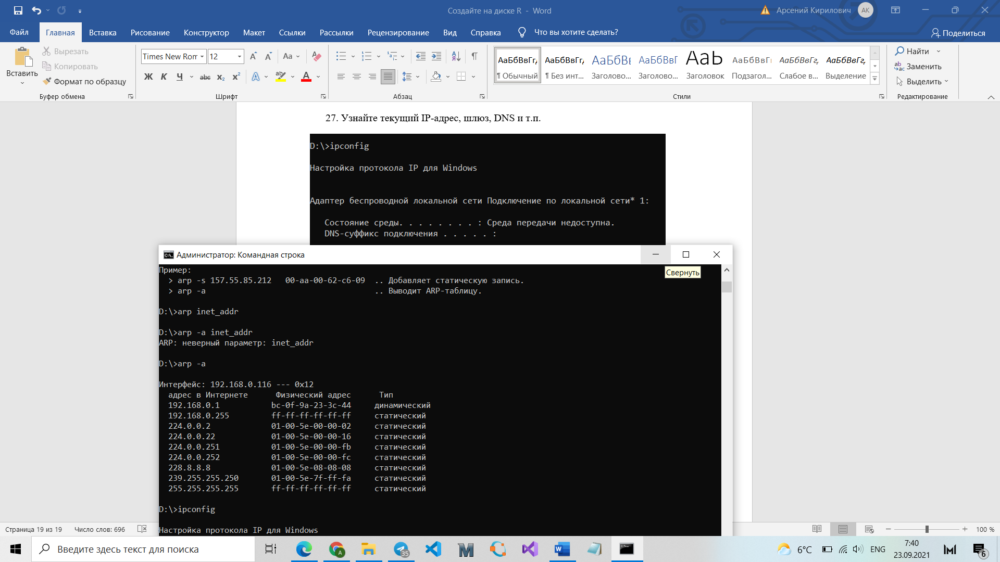 Создайте на диске R - Word
Арсений Кирилович
АК
Файл
Главная
Вставка
Рисование
Конструктор
Макет
Ссылки
Рассылки
Рецензирование
Вид
Справка
Что вы хотите сделать?
Поделиться
Вставить
Вырезать
Копировать
Формат по образцу
Буфер обмена
Times New Ror
12
Шрифт
Абзац
АаБбВвГг, ¶ Обычный
АаБбВвГг, ¶ Без инт...
АаБбВв Заголово...
АаБбВвГ Заголово...
АаЬ Заголовок
АаБбВвГ Подзагол...
АаБбВвГг, Слабое в...
АаБбВвГг, Выделение
Стили
Найти
Заменить
Выделить
Редактирование
27. Узнайте текущий IP-адрес, шлюз, DNS и т.п.
D:\>ipconfig
Настройка протокола IP для Windows
Адаптер беспроводной локальной сети Подключение по локальной сети* 1:
Состояние среды. . . . . . . . : Среда передачи недоступна.
DNS-суффикс подключения . . . . . :
Администратор: Командная строка
Свернуть
Пример:
> arp -s 157.55.85.212 00-aa-00-62-c6-09 .. Добавляет статическую запись.
> arp -a .. Выводит ARP-таблицу.
D:\>arp inet_addr
D:\>arp -a inet_addr
ARP: неверный параметр: inet_addr
D:\>arp -a
Интерфейс: 192.168.0.116 --- 0x12
адрес в Интернете Физический адрес Тип
192.168.0.1 bc-0f-9a-23-3c-44 динамический
192.168.0.255 ff-ff-ff-ff-ff-ff статический
224.0.0.2 01-00-5e-00-00-02 статический
224.0.0.22 01-00-5e-00-00-16 статический
224.0.0.251 01-00-5e-00-00-fb статический
224.0.0.252 01-00-5e-00-00-fc статический
228.8.8.8 01-00-5e-08-08-08 статический
239.255.255.250 01-00-5e-7f-ff-fa статический
255.255.255.255 ff-ff-ff-ff-ff-ff статический
D:\>ipconfig
Настройка протокола IP для Windows
Страница 19 из 19
Число слов: 696
100 %
Введите здесь текст для поиска
35
6°C
ENG
7:40
23.09.2021
6